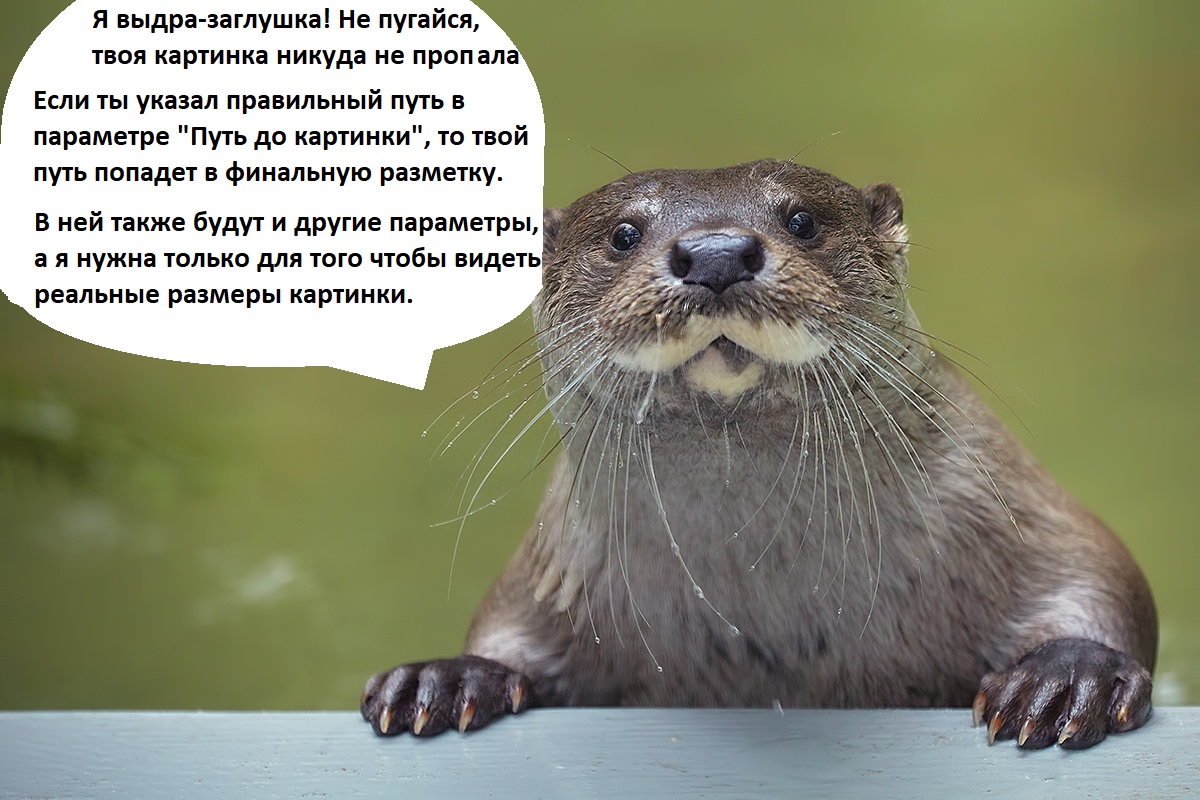 Я выдра-заглушка! Не пугайся,
твоя картинка никуда не пропала
Если ты указал правильный путь в
параметре "Путь до картинки", то твой
путь попадет в финальную разметку.
В ней также будут и другие параметры,
а я нужна только для того чтобы видеть
реальные размеры картинки.